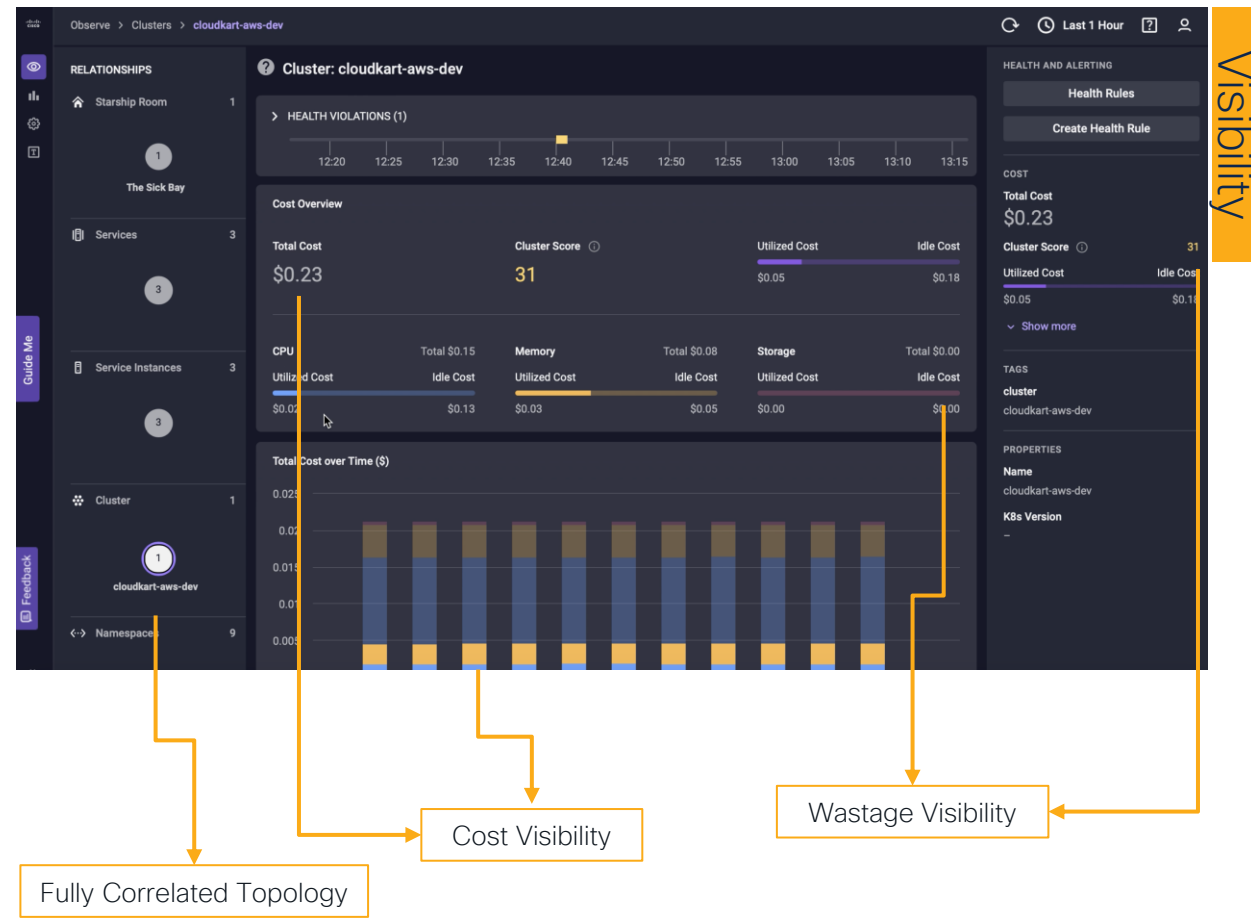 Observe > Clusters > cloudkart-aws-dev
Last 1 Hour
Visibility
Guide Me
Feedback
RELATIONSHIPS
Starship Room 1
1
The Sick Bay
Services 3
3
Service Instances 3
3
Cluster 1
1
cloudkart-aws-dev
Namespaces 9
Cluster: cloudkart-aws-dev
HEALTH VIOLATIONS (1)
12:20 12:25 12:30 12:35 12:40 12:45 12:50 12:55 13:00 13:05 13:10 13:15
Cost Overview
Total Cost Cluster Score Utilized Cost Idle Cost
$0.23 31 $0.05 $0.18
CPU Total $0.15 Memory Total $0.08 Storage Total $0.00
Utilized Cost Idle Cost Utilized Cost Idle Cost Utilized Cost Idle Cost
$0.02 $0.13 $0.03 $0.05 $0.00 $0.00
Total Cost over Time ($)
0.025
0.02
0.015
0.01
0.005
HEALTH AND ALERTING
Health Rules
Create Health Rule
COST
Total Cost
$0.23
Cluster Score 31
Utilized Cost Idle Cost
$0.05 $0.18
Show more
TAGS
cluster
cloudkart-aws-dev
PROPERTIES
Name
cloudkart-aws-dev
K8s Version
–
Wastage Visibility
Cost Visibility
Fully Correlated Topology